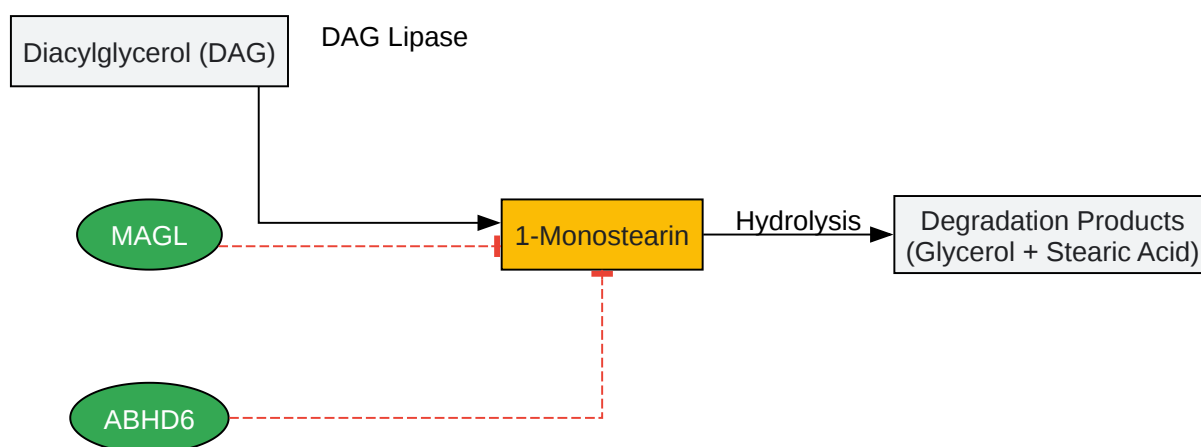 Diacylglycerol (DAG)
DAG Lipase
MAGL
1-Monostearin
Hydrolysis
Degradation Products
(Glycerol + Stearic Acid)
ABHD6